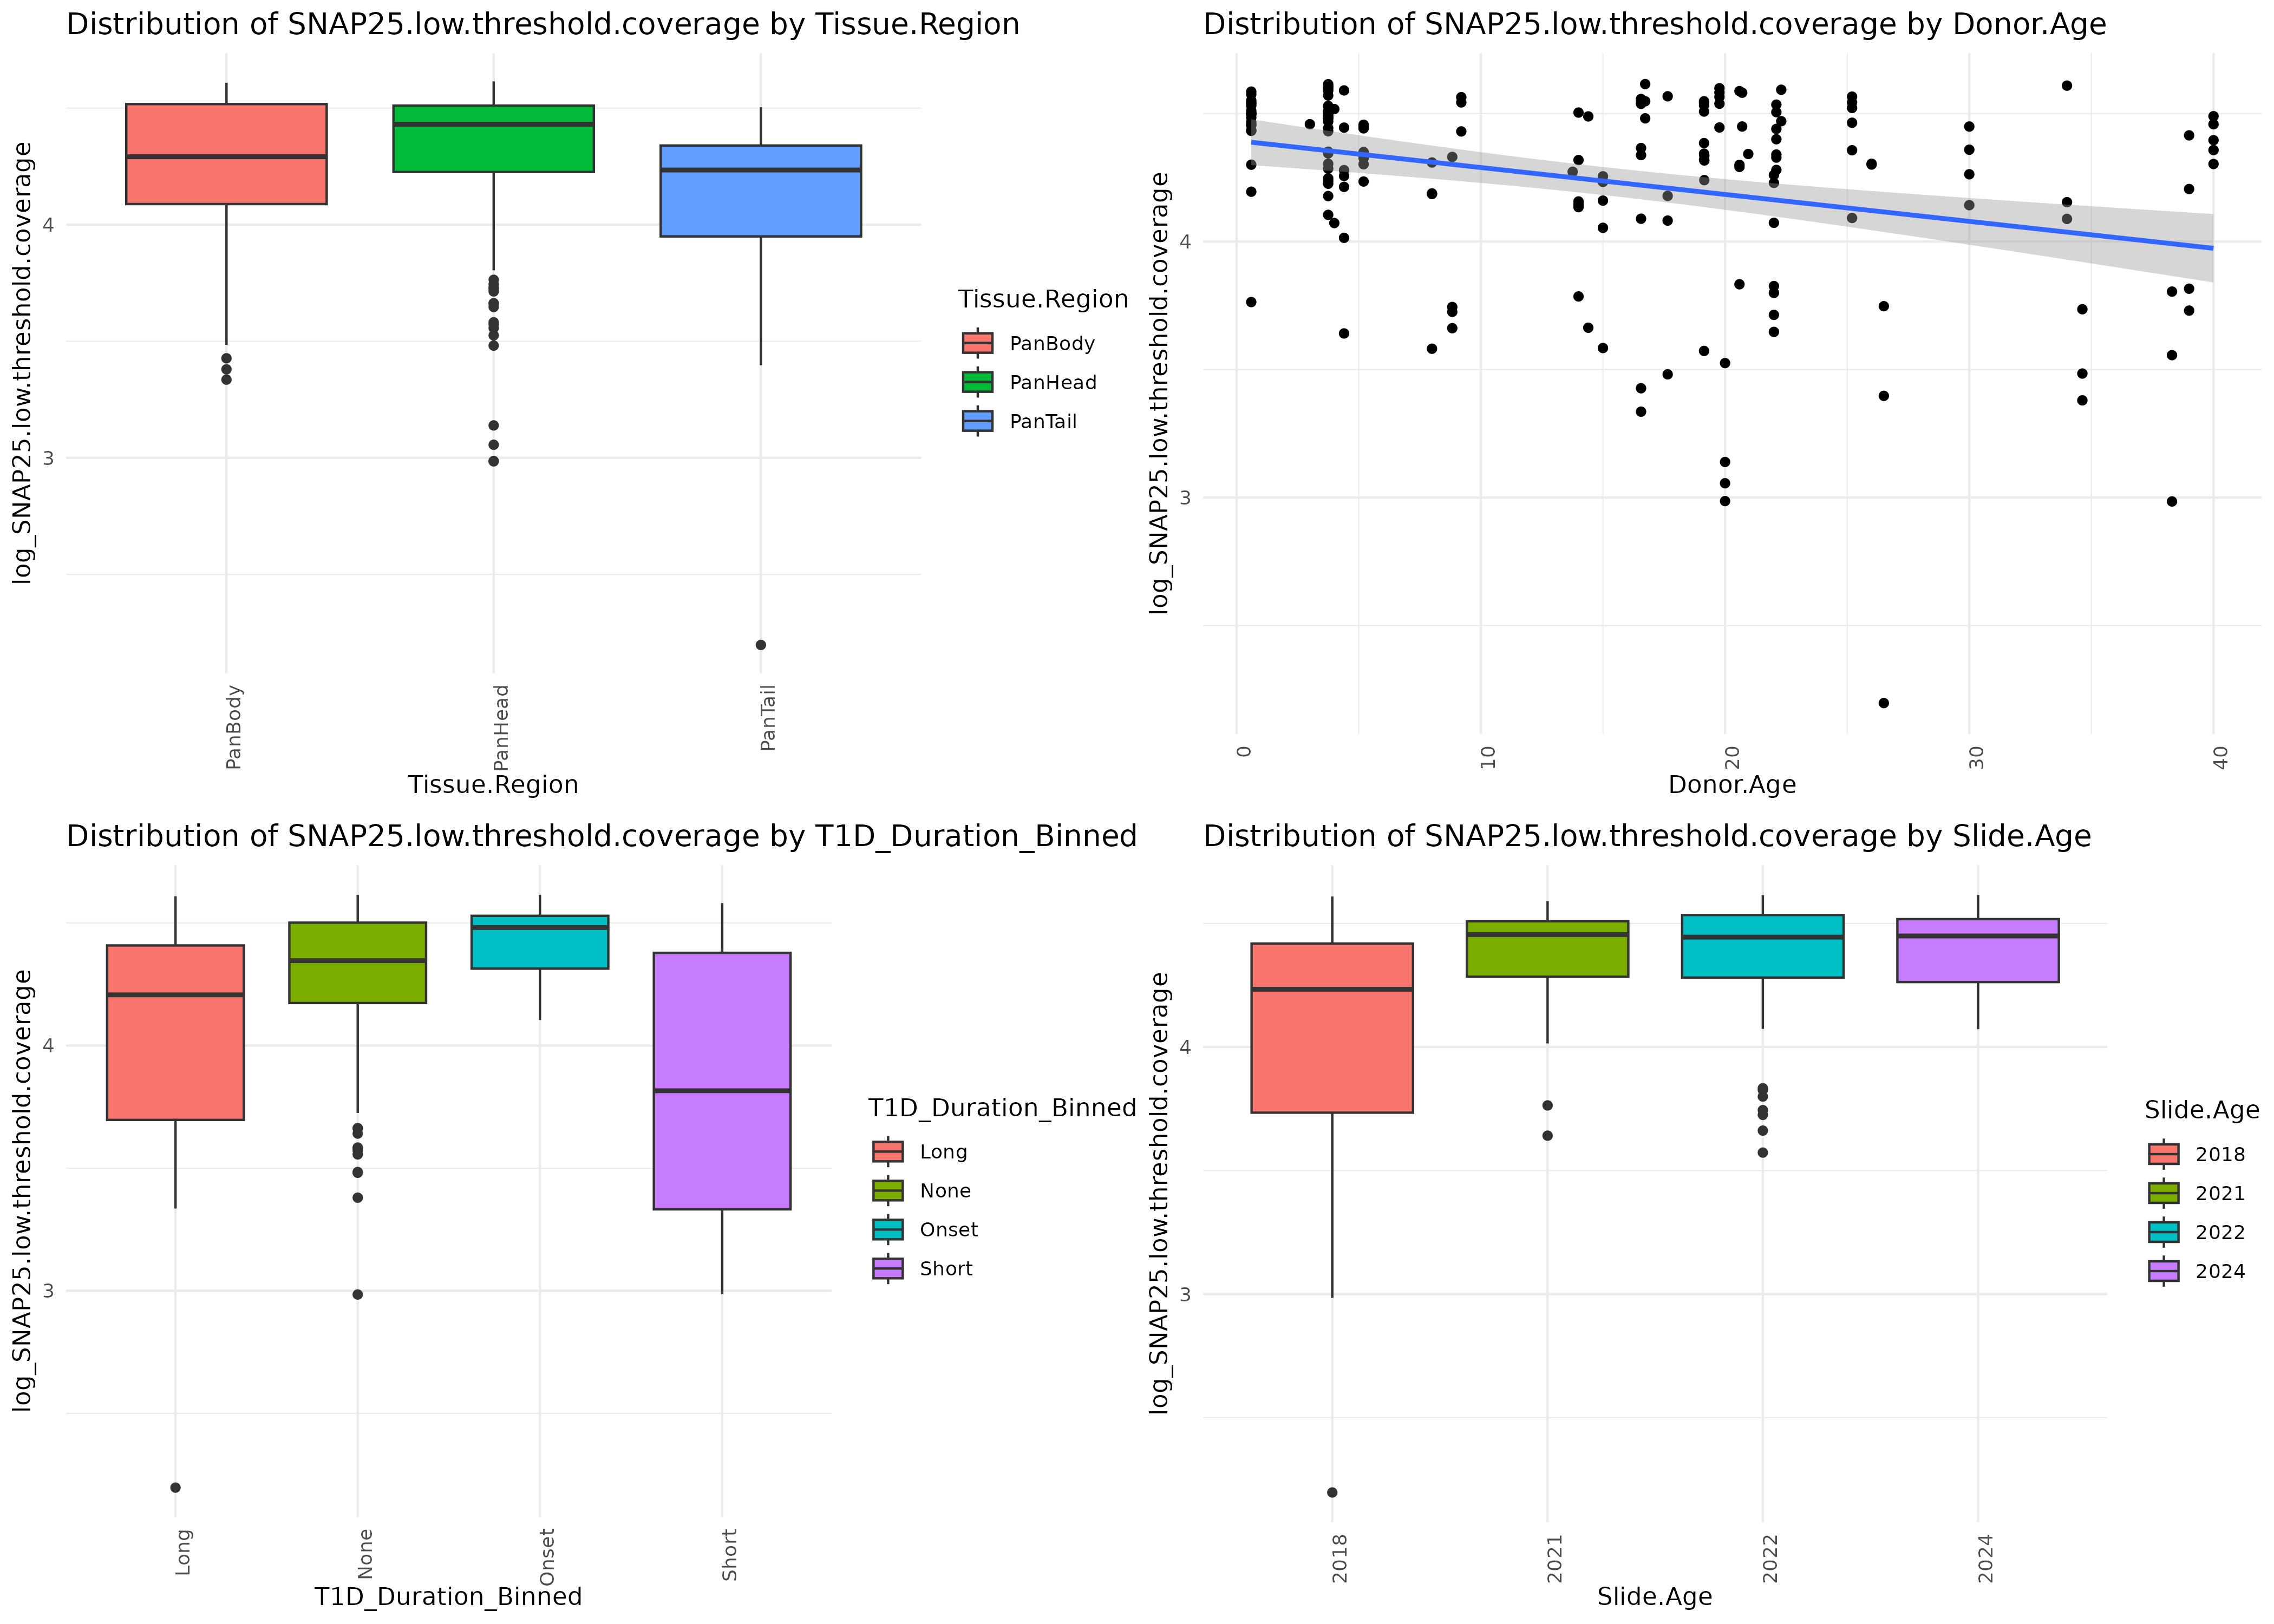 Distribution of SNAP25.low.threshold.coverage by Tissue.Region
log_SNAP25.low.threshold.coverage
4
3
PanBody
PanHead
PanTail
Tissue.Region
Tissue.Region
PanBody
PanHead
PanTail
Distribution of SNAP25.low.threshold.coverage by Donor.Age
log_SNAP25.low.threshold.coverage
4
3
0
10
20
30
40
Donor.Age
Distribution of SNAP25.low.threshold.coverage by T1D_Duration_Binned
log_SNAP25.low.threshold.coverage
4
3
Long
None
Onset
Short
T1D_Duration_Binned
T1D_Duration_Binned
Long
None
Onset
Short
Distribution of SNAP25.low.threshold.coverage by Slide.Age
log_SNAP25.low.threshold.coverage
4
3
2018
2021
2022
2024
Slide.Age
Slide.Age
2018
2021
2022
2024